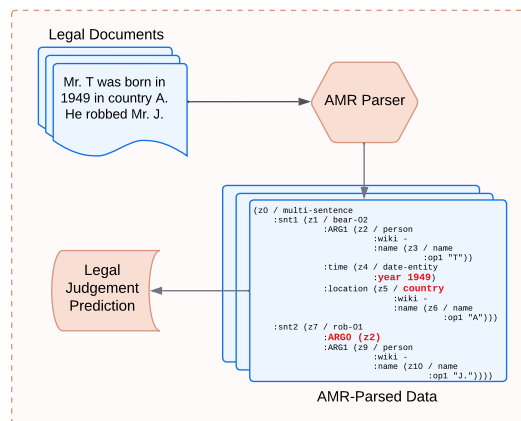 Legal Documents
Mr. T was born in
1949 in country A.
He robbed Mr. J.
AMR Parser
(z0 / multi-sentence
:snt1 (z1 / bear-02
:ARG1 (z2 / person
:wiki -
:name (z3 / name
:op1 "T"))
:time (z4 / date-entity
:year 1949)
:location (z5 / country
:wiki -
:name (z6 / name
:op1 "A")))
:snt2 (z7 / rob-01
:ARG0 (z2)
:ARG1 (z9 / person
:wiki -
:name (z10 / name
:op1 "J."))))
Legal
Judgement
Prediction
AMR-Parsed Data